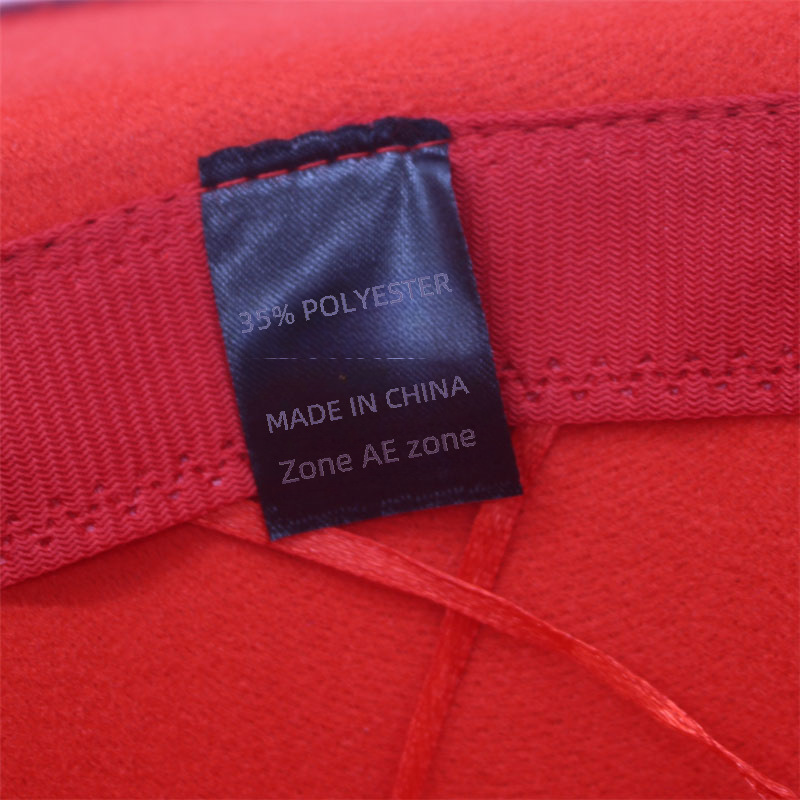 35% POLYESTER
MADE IN CHINA
Zone AE zone